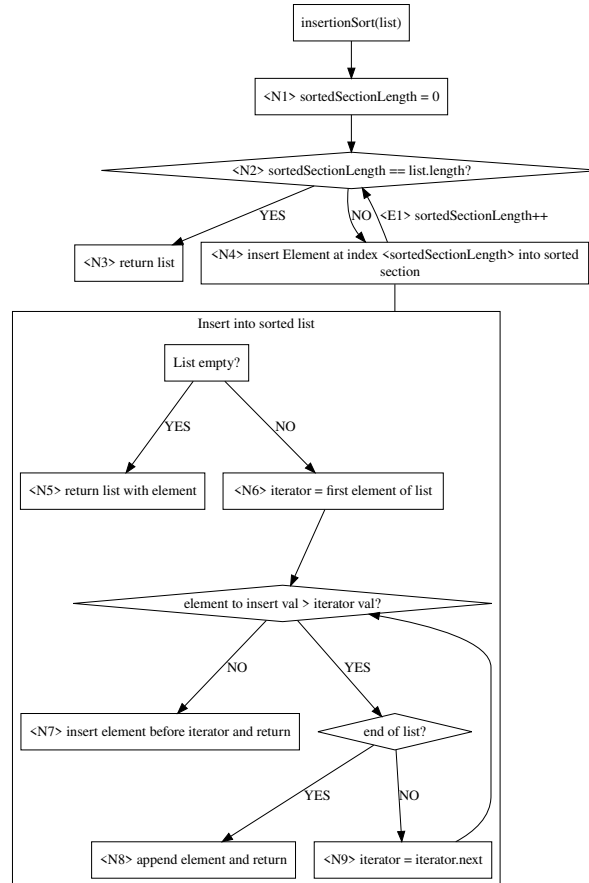 insertionSort(list)
<N1> sortedSectionLength = 0
<N2> sortedSectionLength == list.length?
YES
NO
<E1> sortedSectionLength++
<N3> return list
<N4> insert Element at index <sortedSectionLength> into sorted
section
Insert into sorted list
List empty?
YES
NO
<N5> return list with element
<N6> iterator = first element of list
element to insert val > iterator val?
NO
YES
<N7> insert element before iterator and return
end of list?
YES
NO
<N8> append element and return
<N9> iterator = iterator.next